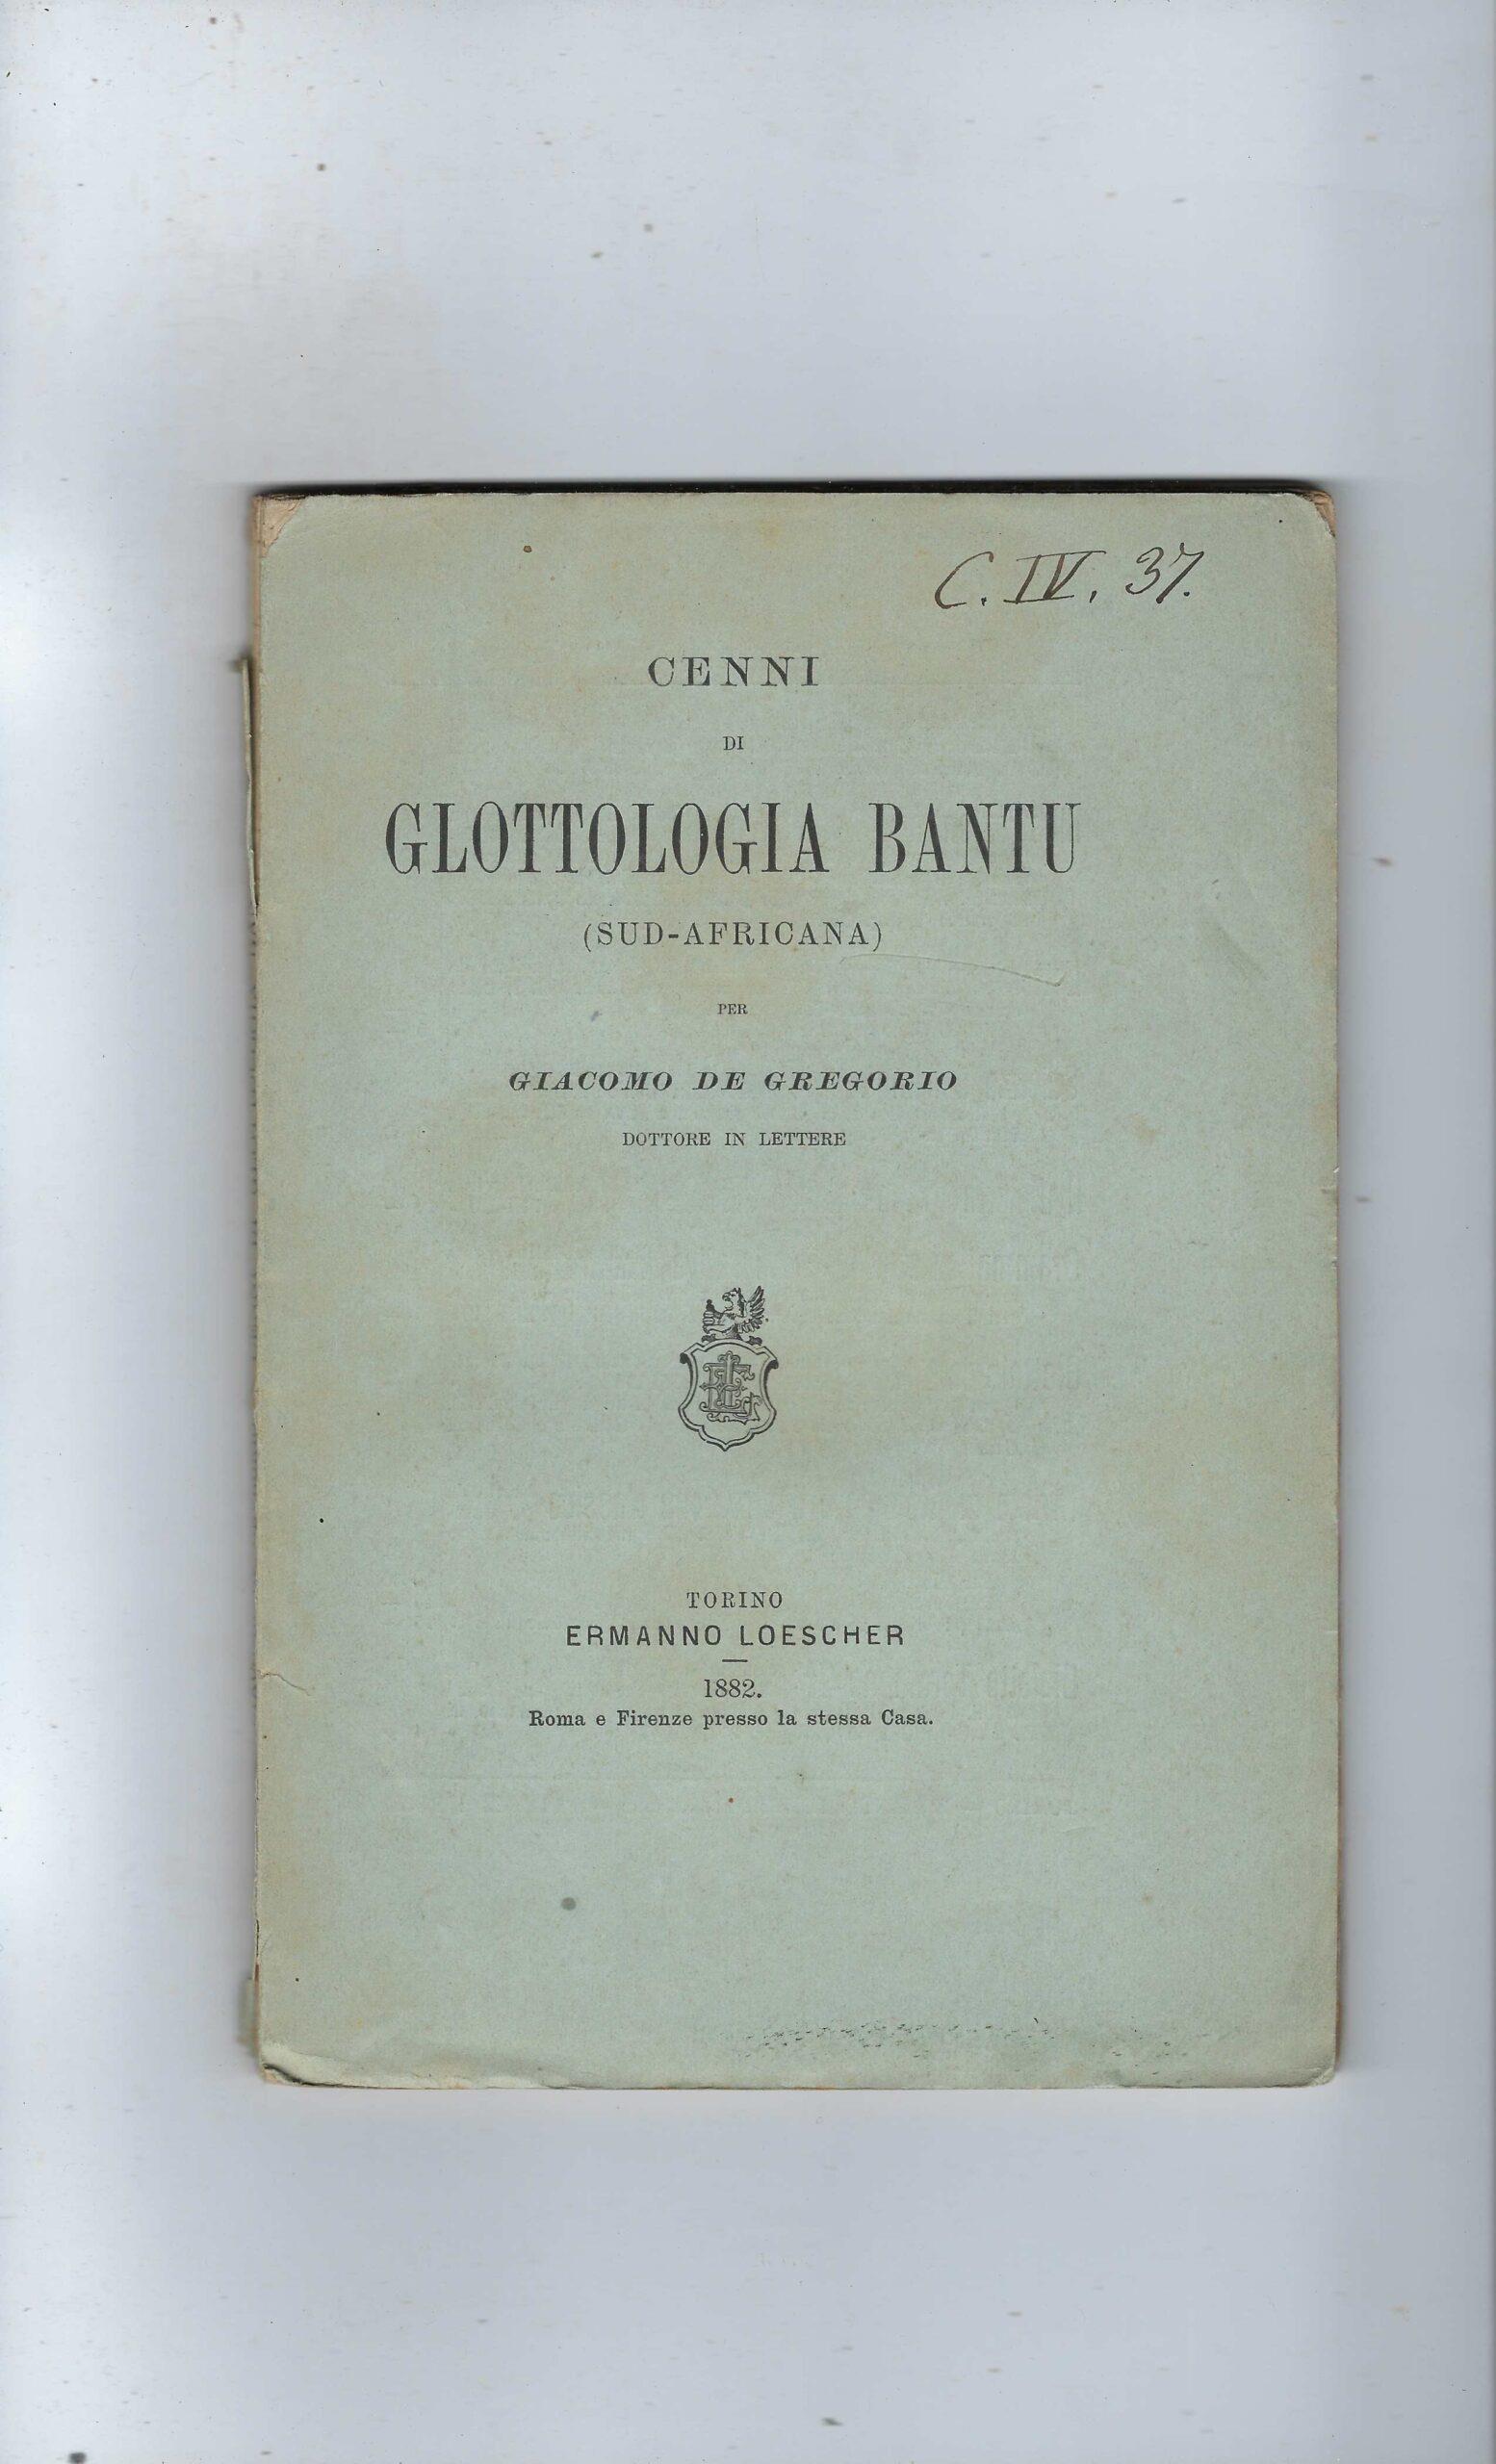 C. IV. 37.
CENNI
DI
GLOTTOLOGIA BANTU
(SUD-AFRICANA)
PER
GIACOMO DE GREGORIO
DOTTORE IN LETTERE
TORINO
ERMANNO LOESCHER
1882.
Roma e Firenze presso la stessa Casa.